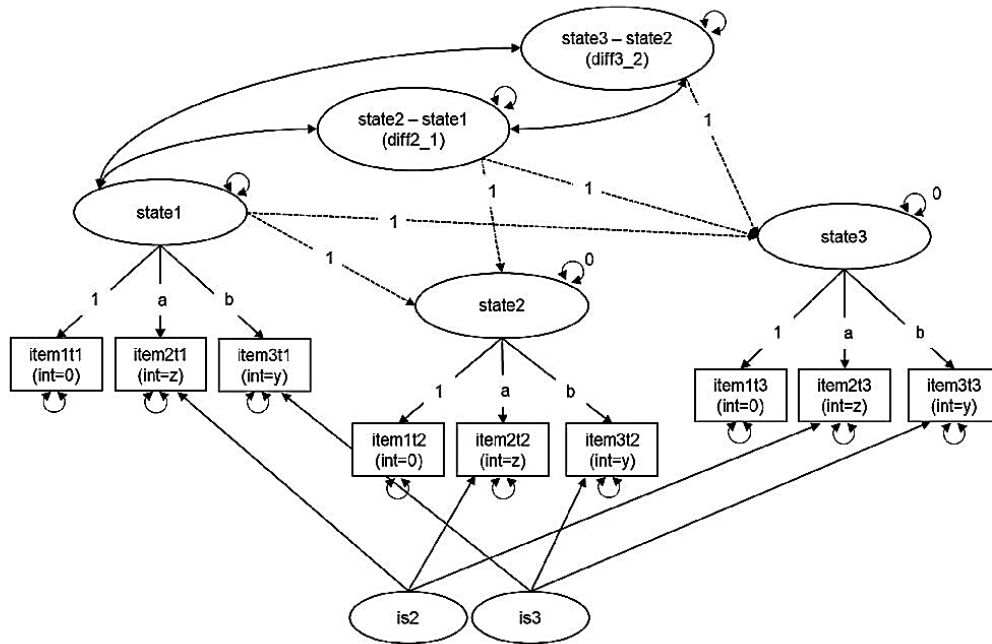 state3 – state2
(diff3_2)
state2 – state1
(diff2_1)
1
1
1
state1
1
0
state3
1
0
state2
1
a
b
1
a
b
item1t1
(int=0)
item2t1
(int=z)
item3t1
(int=y)
1
a
b
item1t3
(int=0)
item2t3
(int=z)
item3t3
(int=y)
item1t2
(int=0)
item2t2
(int=z)
item3t2
(int=y)
is2
is3